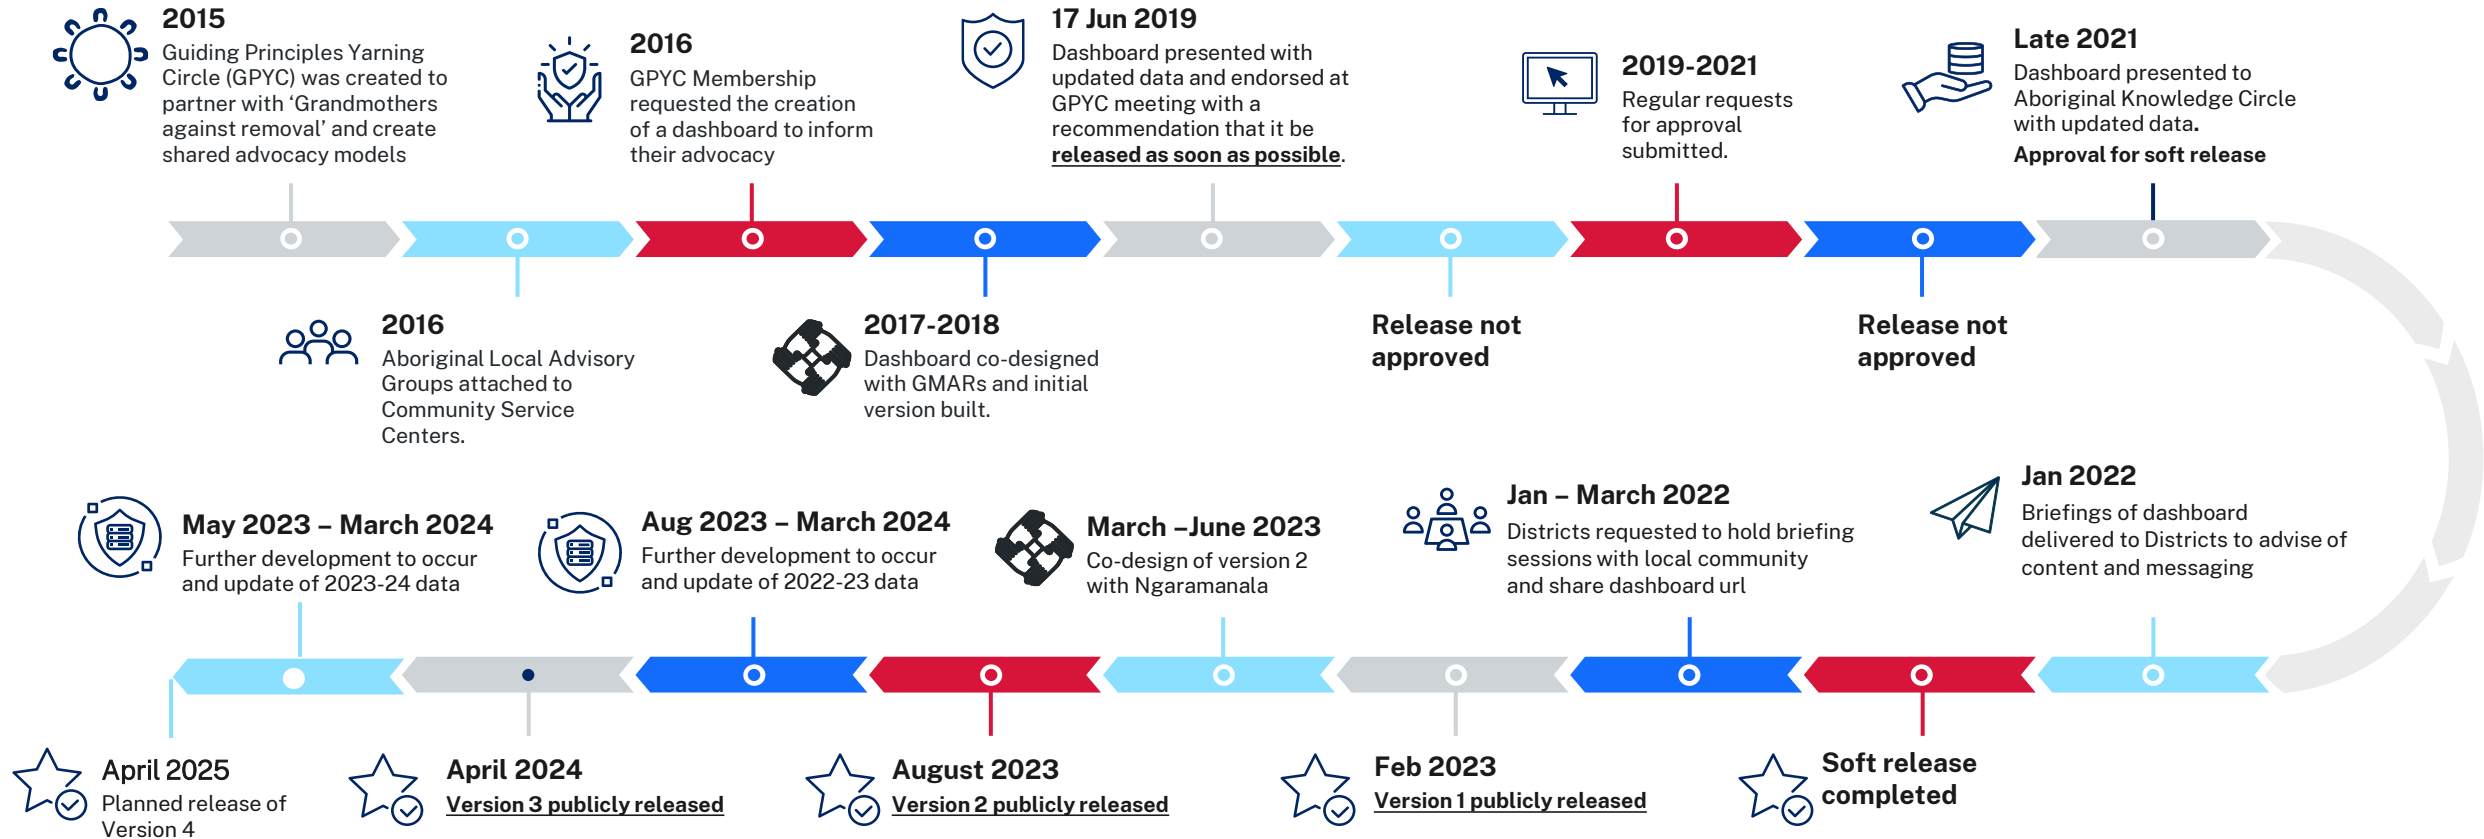 2015
Guiding Principles Yarning
Circle (GPYC) was created to
partner with ‘Grandmothers
against removal’ and create
shared advocacy models
2016
Aboriginal Local Advisory
Groups attached to
Community Service
Centers.
2016
GPYC Membership
requested the creation
of a dashboard to inform
their advocacy
2017-2018
Dashboard co-designed
with GMARs and initial
version built.
17 Jun 2019
Dashboard presented with
updated data and endorsed at
GPYC meeting with a
recommendation that it be
released as soon as possible.
Release not
approved
2019-2021
Regular requests
for approval
submitted.
Release not
approved
Late 2021
Dashboard presented to
Aboriginal Knowledge Circle
with updated data.
Approval for soft release
Jan 2022
Briefings of dashboard
delivered to Districts to advise of
content and messaging
Soft release
completed
Jan – March 2022
Districts requested to hold briefing
sessions with local community
and share dashboard url
Feb 2023
Version 1 publicly released
March –June 2023
Co-design of version 2
with Ngaramanala
August 2023
Version 2 publicly released
Aug 2023 – March 2024
Further development to occur
and update of 2022-23 data
April 2024
Version 3 publicly released
May 2023 – March 2024
Further development to occur
and update of 2023-24 data
April 2025
Planned release of
Version 4